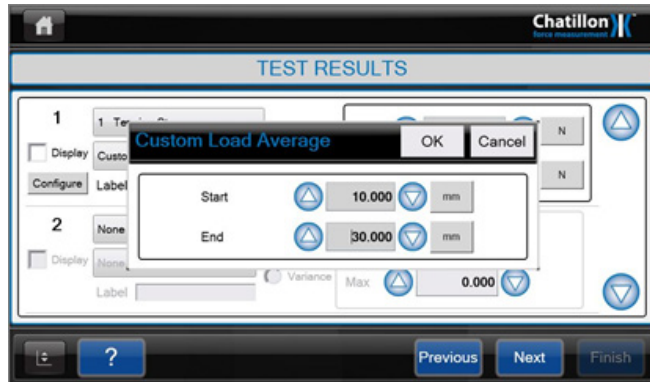 Chatillon
force measurement
TEST RESULTS
1
1
Display
Configure Label
Custom Load Average OK Cancel
Start 10.000 mm
End 30.000 mm
N
N
2 None
Display None
Label
Variance Max 0.000
? Previous Next Finish